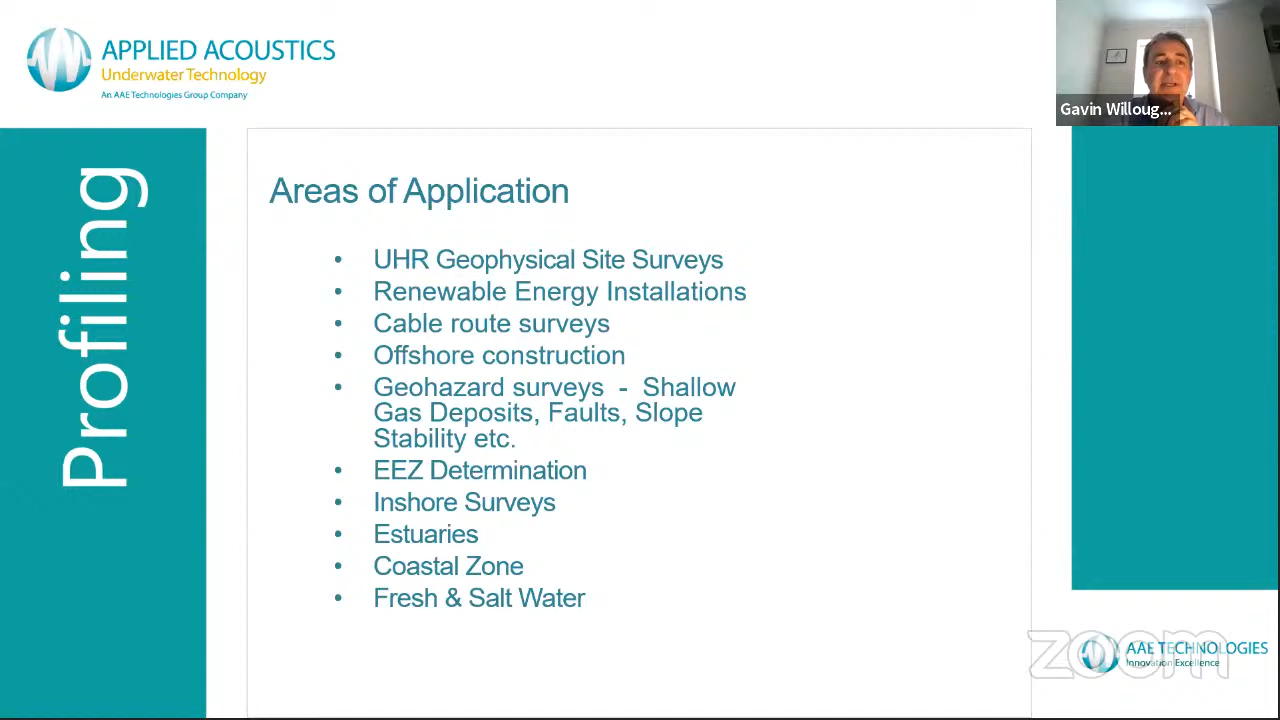 APPLIED ACOUSTICS
Underwater Technology
An AAE Technologies Group Company
Gavin Willoug...
Profiling
Areas of Application
• UHR Geophysical Site Surveys
• Renewable Energy Installations
• Cable route surveys
• Offshore construction
• Geohazard surveys - Shallow
Gas Deposits, Faults, Slope
Stability etc.
• EEZ Determination
• Inshore Surveys
• Estuaries
• Coastal Zone
• Fresh & Salt Water
zoom
AAE TECHNOLOGIES
Innovation Excellence